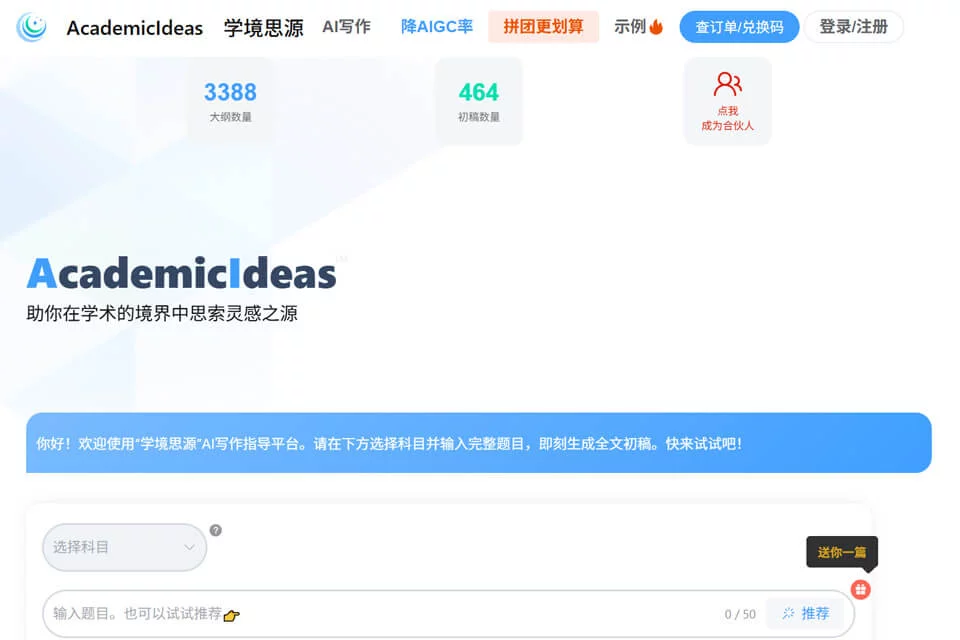 AcademicIdeas 学境思源 AI写作 降AIGC率 拼团更划算 示例 查订单/兑换码 登录/注册
3388
大纲数量
464
初稿数量
点我
成为合伙人
AcademicIdeas™
助你在学术的境界中思索灵感之源
你好！欢迎使用“学境思源”AI写作指导平台。请在下方选择科目并输入完整题目，即刻生成全文初稿。快来试试吧！
选择科目
?
送你一篇
输入题目。也可以试试推荐👉 0 / 50 推荐